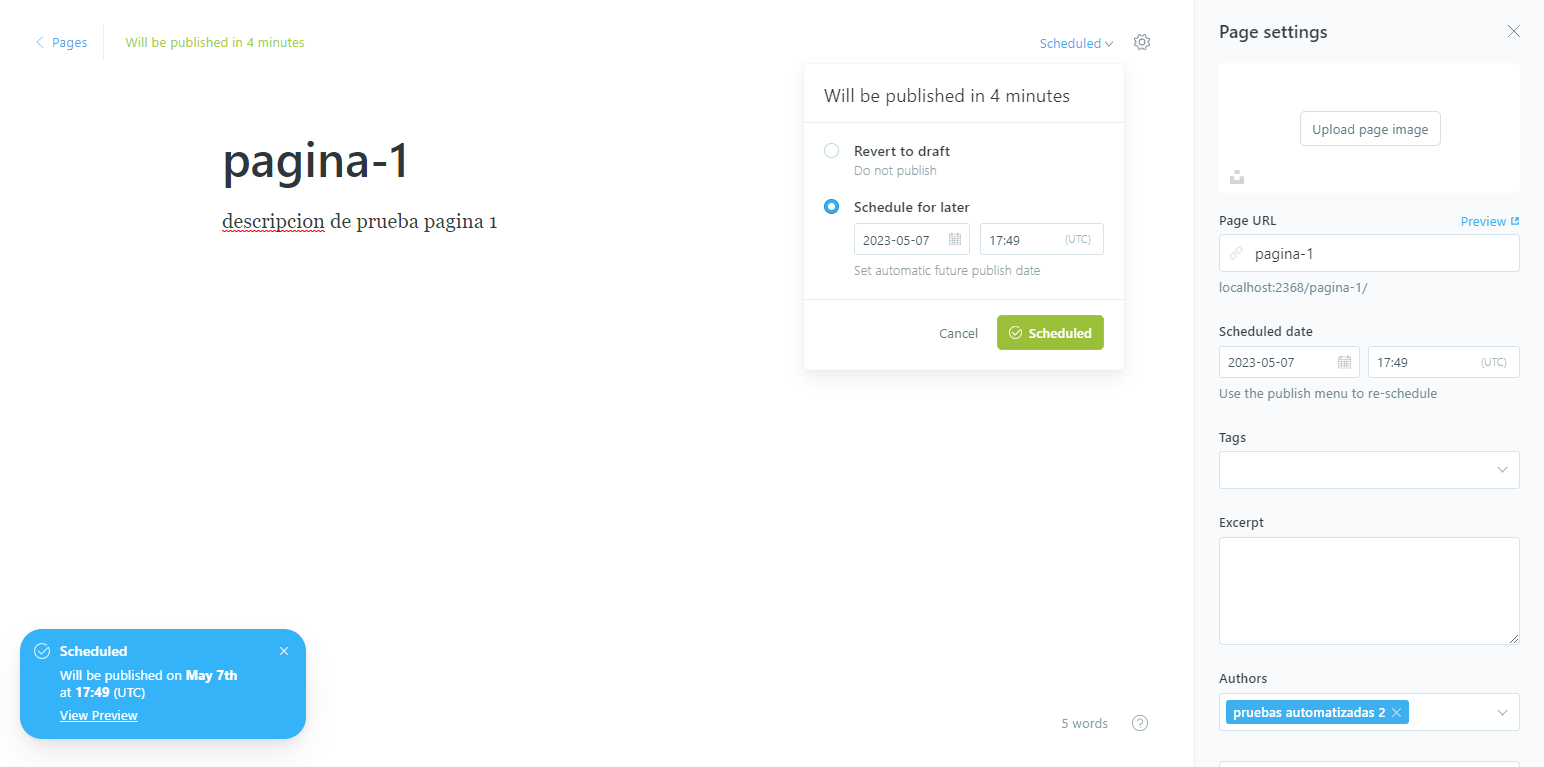 Pages
Will be published in 4 minutes
Scheduled
Will be published in 4 minutes
Revert to draft
Do not publish
Schedule for later
2023-05-07
17:49 (UTC)
Set automatic future publish date
Cancel
Scheduled
pagina-1
descripcion de prueba pagina 1
Scheduled
Will be published on May 7th
at 17:49 (UTC)
View Preview
5 words
?
Page settings
Upload page image
Page URL
Preview
pagina-1
localhost:2368/pagina-1/
Scheduled date
2023-05-07
17:49 (UTC)
Use the publish menu to re-schedule
Tags
Excerpt
Authors
pruebas automatizadas 2